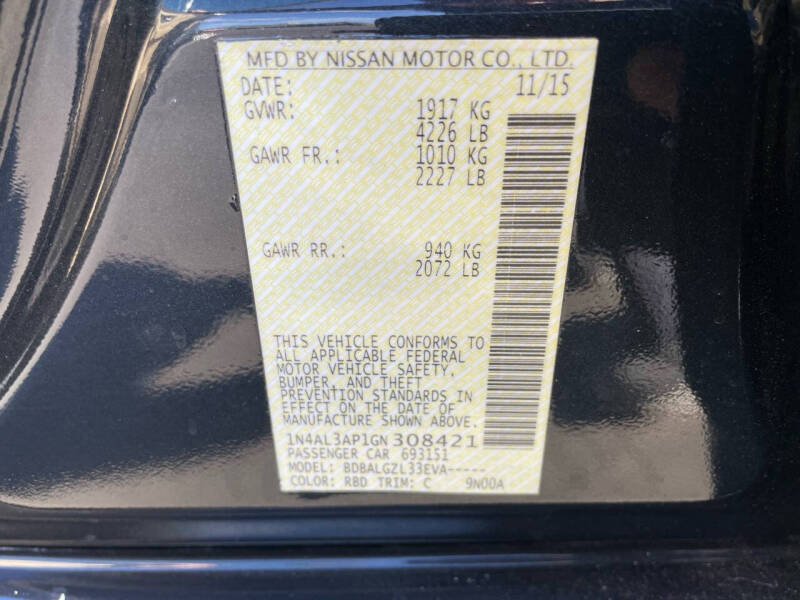 MFD BY NISSAN MOTOR CO., LTD.
DATE: 11/15
GVWR: 1917 KG
4226 LB
GAWR FR.: 1010 KG
2227 LB
GAWR RR.: 940 KG
2072 LB
THIS VEHICLE CONFORMS TO
ALL APPLICABLE FEDERAL
MOTOR VEHICLE SAFETY,
BUMPER, AND THEFT
PREVENTION STANDARDS IN
EFFECT ON THE DATE OF
MANUFACTURE SHOWN ABOVE.
1N4AL3AP1GN308421
PASSENGER CAR 693151
MODEL: BDBALGZL33EVA-----
COLOR: RBD TRIM: C 9N00A